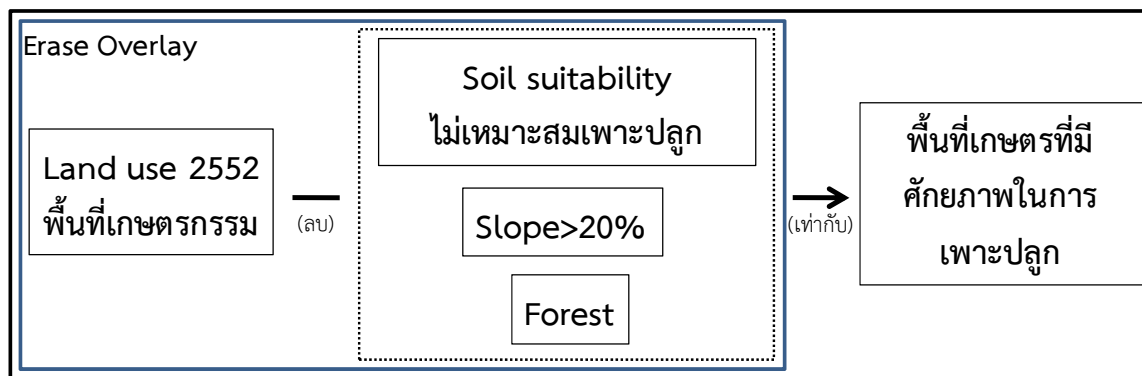 Erase Overlay
Land use 2552
พื้นที่เกษตรกรรม
(ลบ)
Soil suitability
ไม่เหมาะสมเพาะปลูก
Slope>20%
Forest
(เท่ากับ)
พื้นที่เกษตรที่มี
ศักยภาพในการ
เพาะปลูก